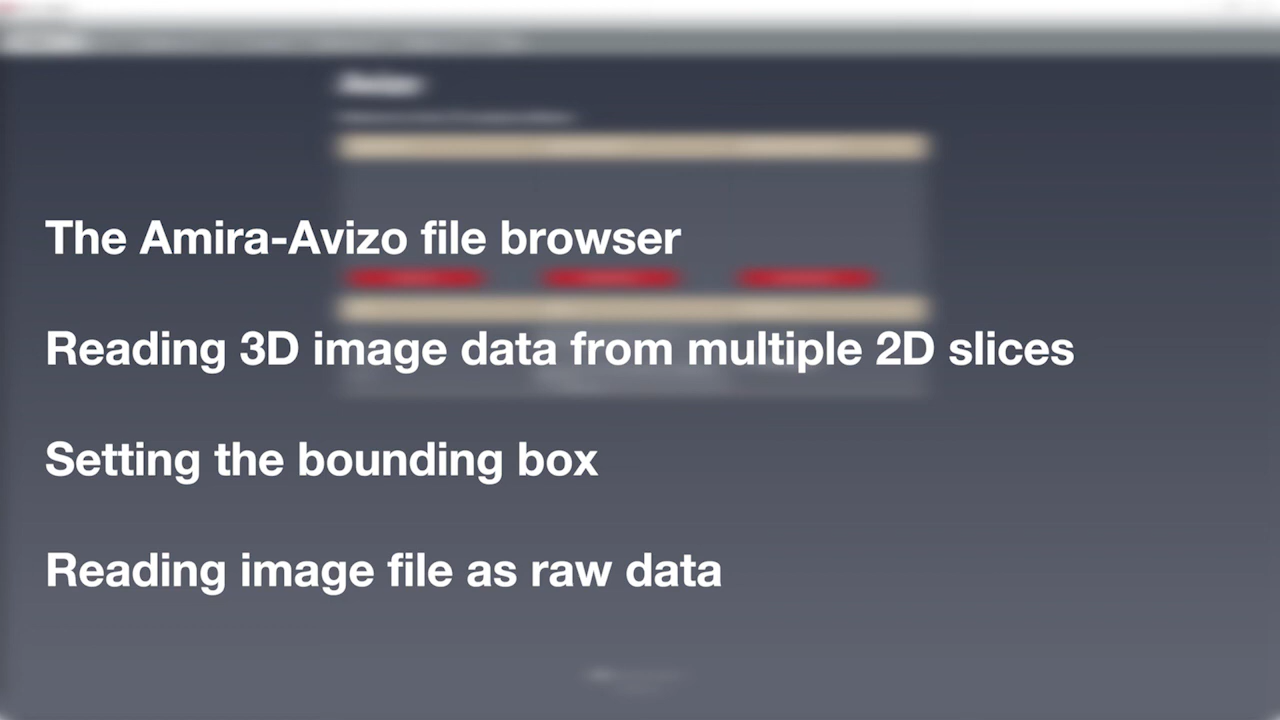 The Amira-Avizo file browser
Reading 3D image data from multiple 2D slices
Setting the bounding box
Reading image file as raw data